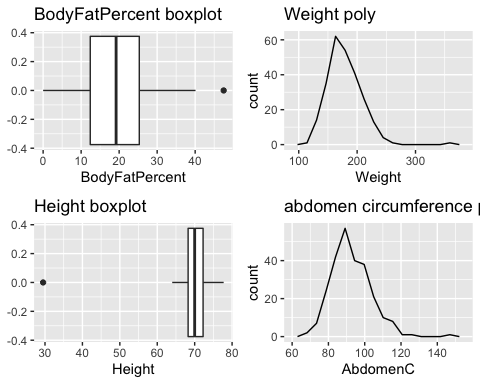 BodyFatPercent boxplot
0.4
0.2
0.0
-0.2
-0.4
0 20 40
BodyFatPercent
Weight poly
60
40
20
0
count
100 200 300
Weight
Height boxplot
0.4
0.2
0.0
-0.2
-0.4
30 40 50 60 70 80
Height
abdomen circumference p
40
20
0
count
60 80 100 120 140
AbdomenC